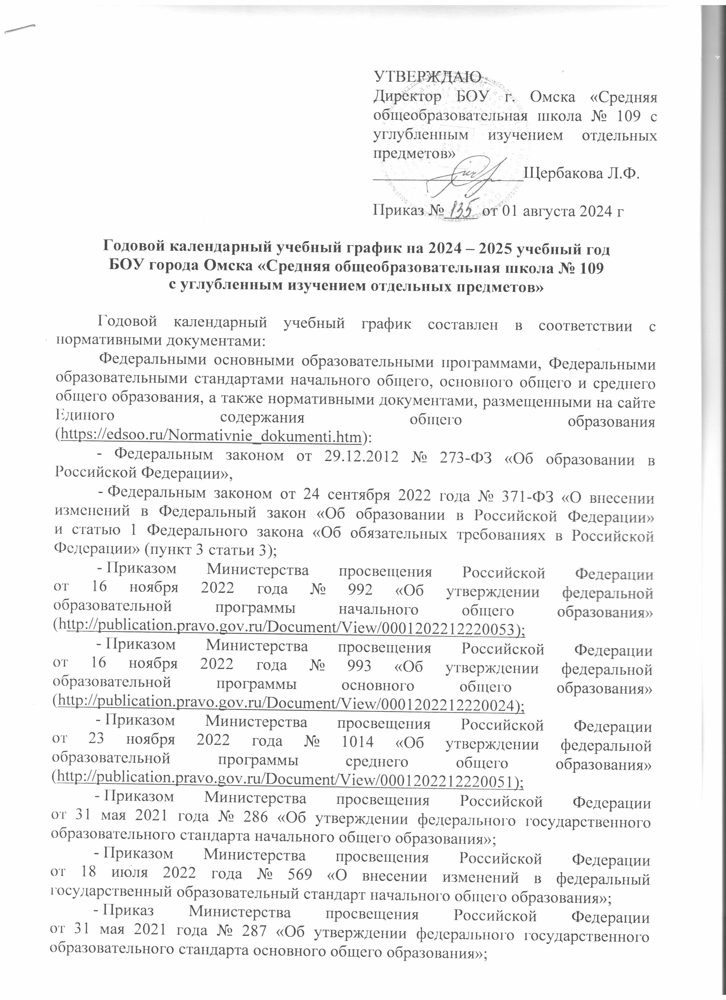 УТВЕРЖДАЮ
Директор БОУ г. Омска «Средняя
общеобразовательная школа № 109 с
углубленным изучением отдельных
предметов»
Щербакова Л.Ф.
Приказ № 135 от 01 августа 2024 г
Годовой календарный учебный график на 2024 – 2025 учебный год
БОУ города Омска «Средняя общеобразовательная школа № 109
с углубленным изучением отдельных предметов»
Годовой календарный учебный график составлен в соответствии с
нормативными документами:
Федеральными основными образовательными программами, Федеральными
образовательными стандартами начального общего, основного общего и среднего
общего образования, а также нормативными документами, размещенными на сайте
Единого содержания общего образования
(https://edsoo.ru/Normativnie_dokumenti.htm):
- Федеральным законом от 29.12.2012 № 273-ФЗ «Об образовании в
Российской Федерации»,
- Федеральным законом от 24 сентября 2022 года № 371-ФЗ «О внесении
изменений в Федеральный закон «Об образовании в Российской Федерации»
и статью 1 Федерального закона «Об обязательных требованиях в Российской
Федерации» (пункт 3 статьи 3);
- Приказом Министерства просвещения Российской Федерации
от 16 ноября 2022 года № 992 «Об утверждении федеральной
образовательной программы начального общего образования»
(http://publication.pravo.gov.ru/Document/View/0001202212220053);
- Приказом Министерства просвещения Российской Федерации
от 16 ноября 2022 года № 993 «Об утверждении федеральной
образовательной программы основного общего образования»
(http://publication.pravo.gov.ru/Document/View/0001202212220024);
- Приказом Министерства просвещения Российской Федерации
от 23 ноября 2022 года № 1014 «Об утверждении федеральной
образовательной программы среднего общего образования»
(http://publication.pravo.gov.ru/Document/View/0001202212220051);
- Приказом Министерства просвещения Российской Федерации
от 31 мая 2021 года № 286 «Об утверждении федерального государственного
образовательного стандарта начального общего образования»;
- Приказом Министерства просвещения Российской Федерации
от 18 июля 2022 года № 569 «О внесении изменений в федеральный
государственный образовательный стандарт начального общего образования»;
- Приказ Министерства просвещения Российской Федерации
от 31 мая 2021 года № 287 «Об утверждении федерального государственного
образовательного стандарта основного общего образования»;